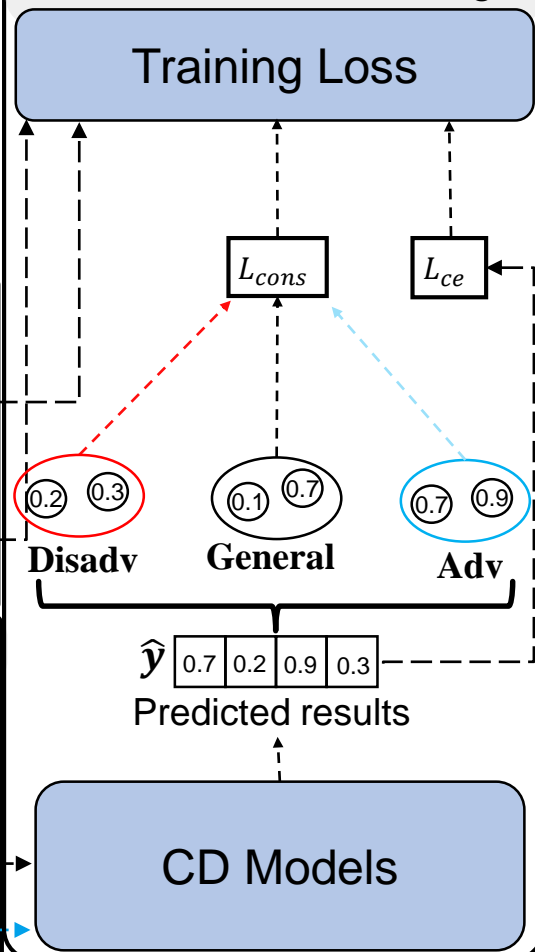 Training Loss
L_cons L_ce
0.2 0.3 0.1 0.7 0.7 0.9
Disadv General Adv
ŷ 0.7 0.2 0.9 0.3
Predicted results
CD Models